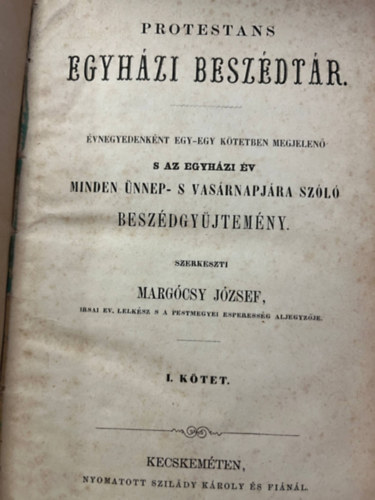 PROTESTANS
EGYHÁZI BESZÉDTÁR.
ÉVNEGYEDENKÉNT EGY-EGY KÖTETBEN MEGJELENŐ
S AZ EGYHÁZI ÉV
MINDEN ÜNNEP- S VASÁRNAPJÁRA SZÓLÓ
BESZÉDGYŰJTEMÉNY.
SZERKESZTI
MARGÓCSY JÓZSEF,
IRSAI EV. LELKÉSZ S A PESTMEGYEI ESPERESSÉG ALJEGYZŐJE.
I. KÖTET.
KECSKEMÉTEN,
NYOMATOTT SZILÁDY KÁROLY ÉS FIÁNÁL.